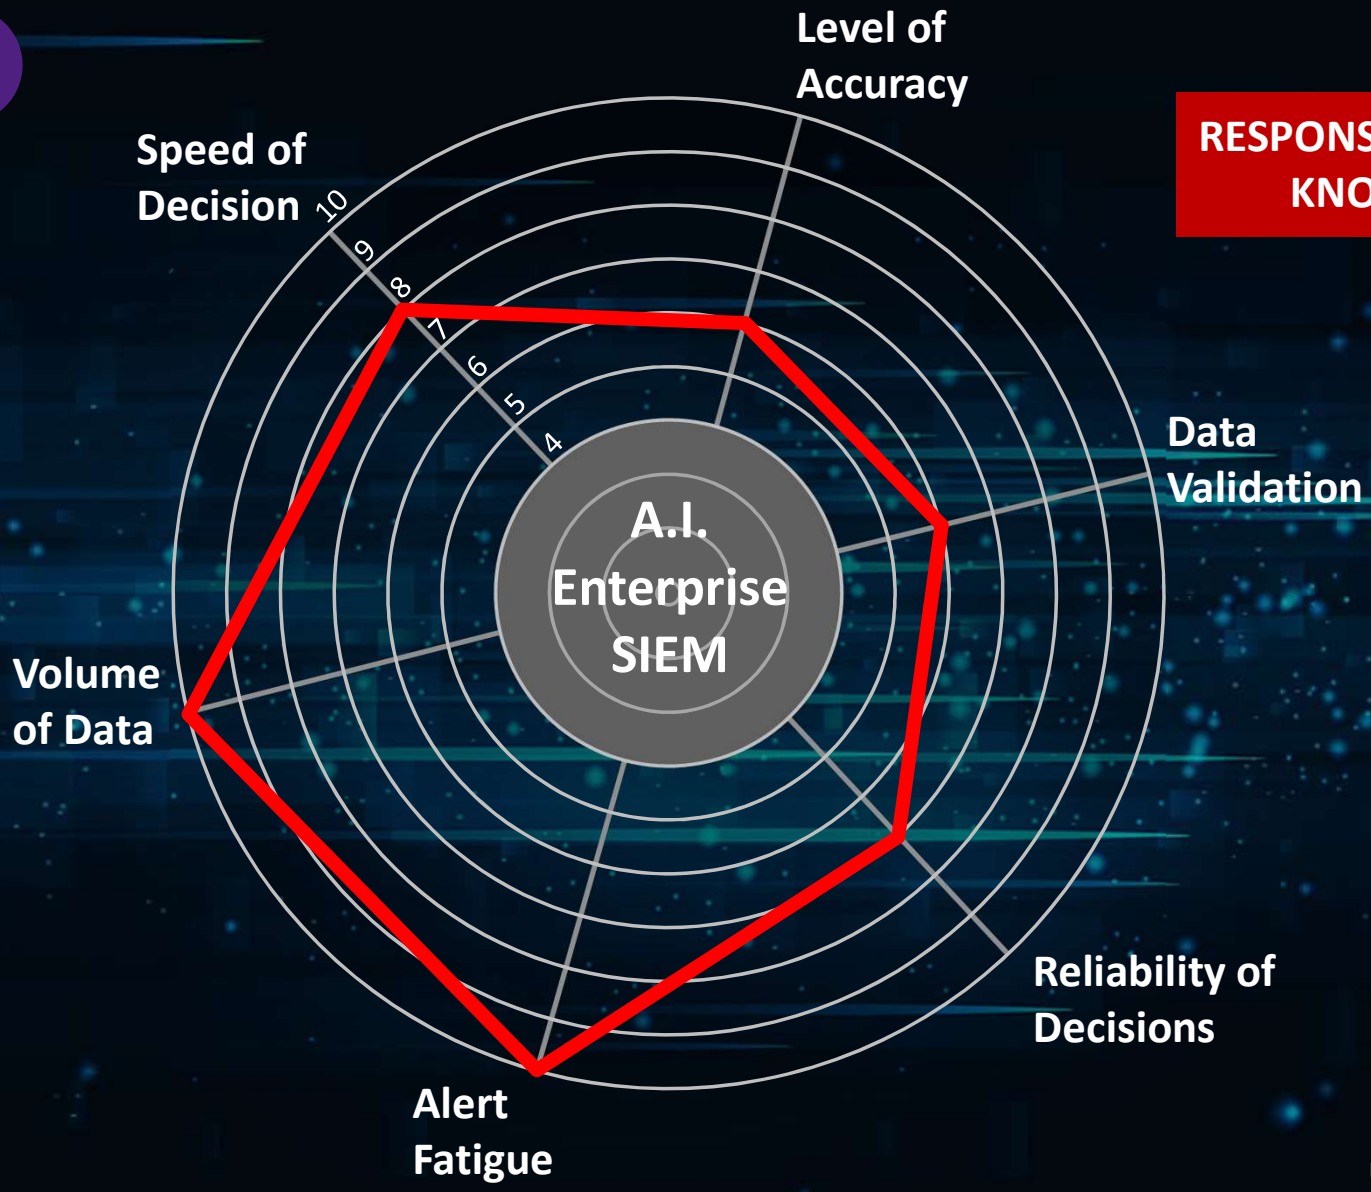 Level of
Accuracy
RESPONS
KNO
Speed of
Decision
10
9
8
7
6
5
4
Data
Validation
A.I.
Enterprise
SIEM
Volume
of Data
Reliability of
Decisions
Alert
Fatigue